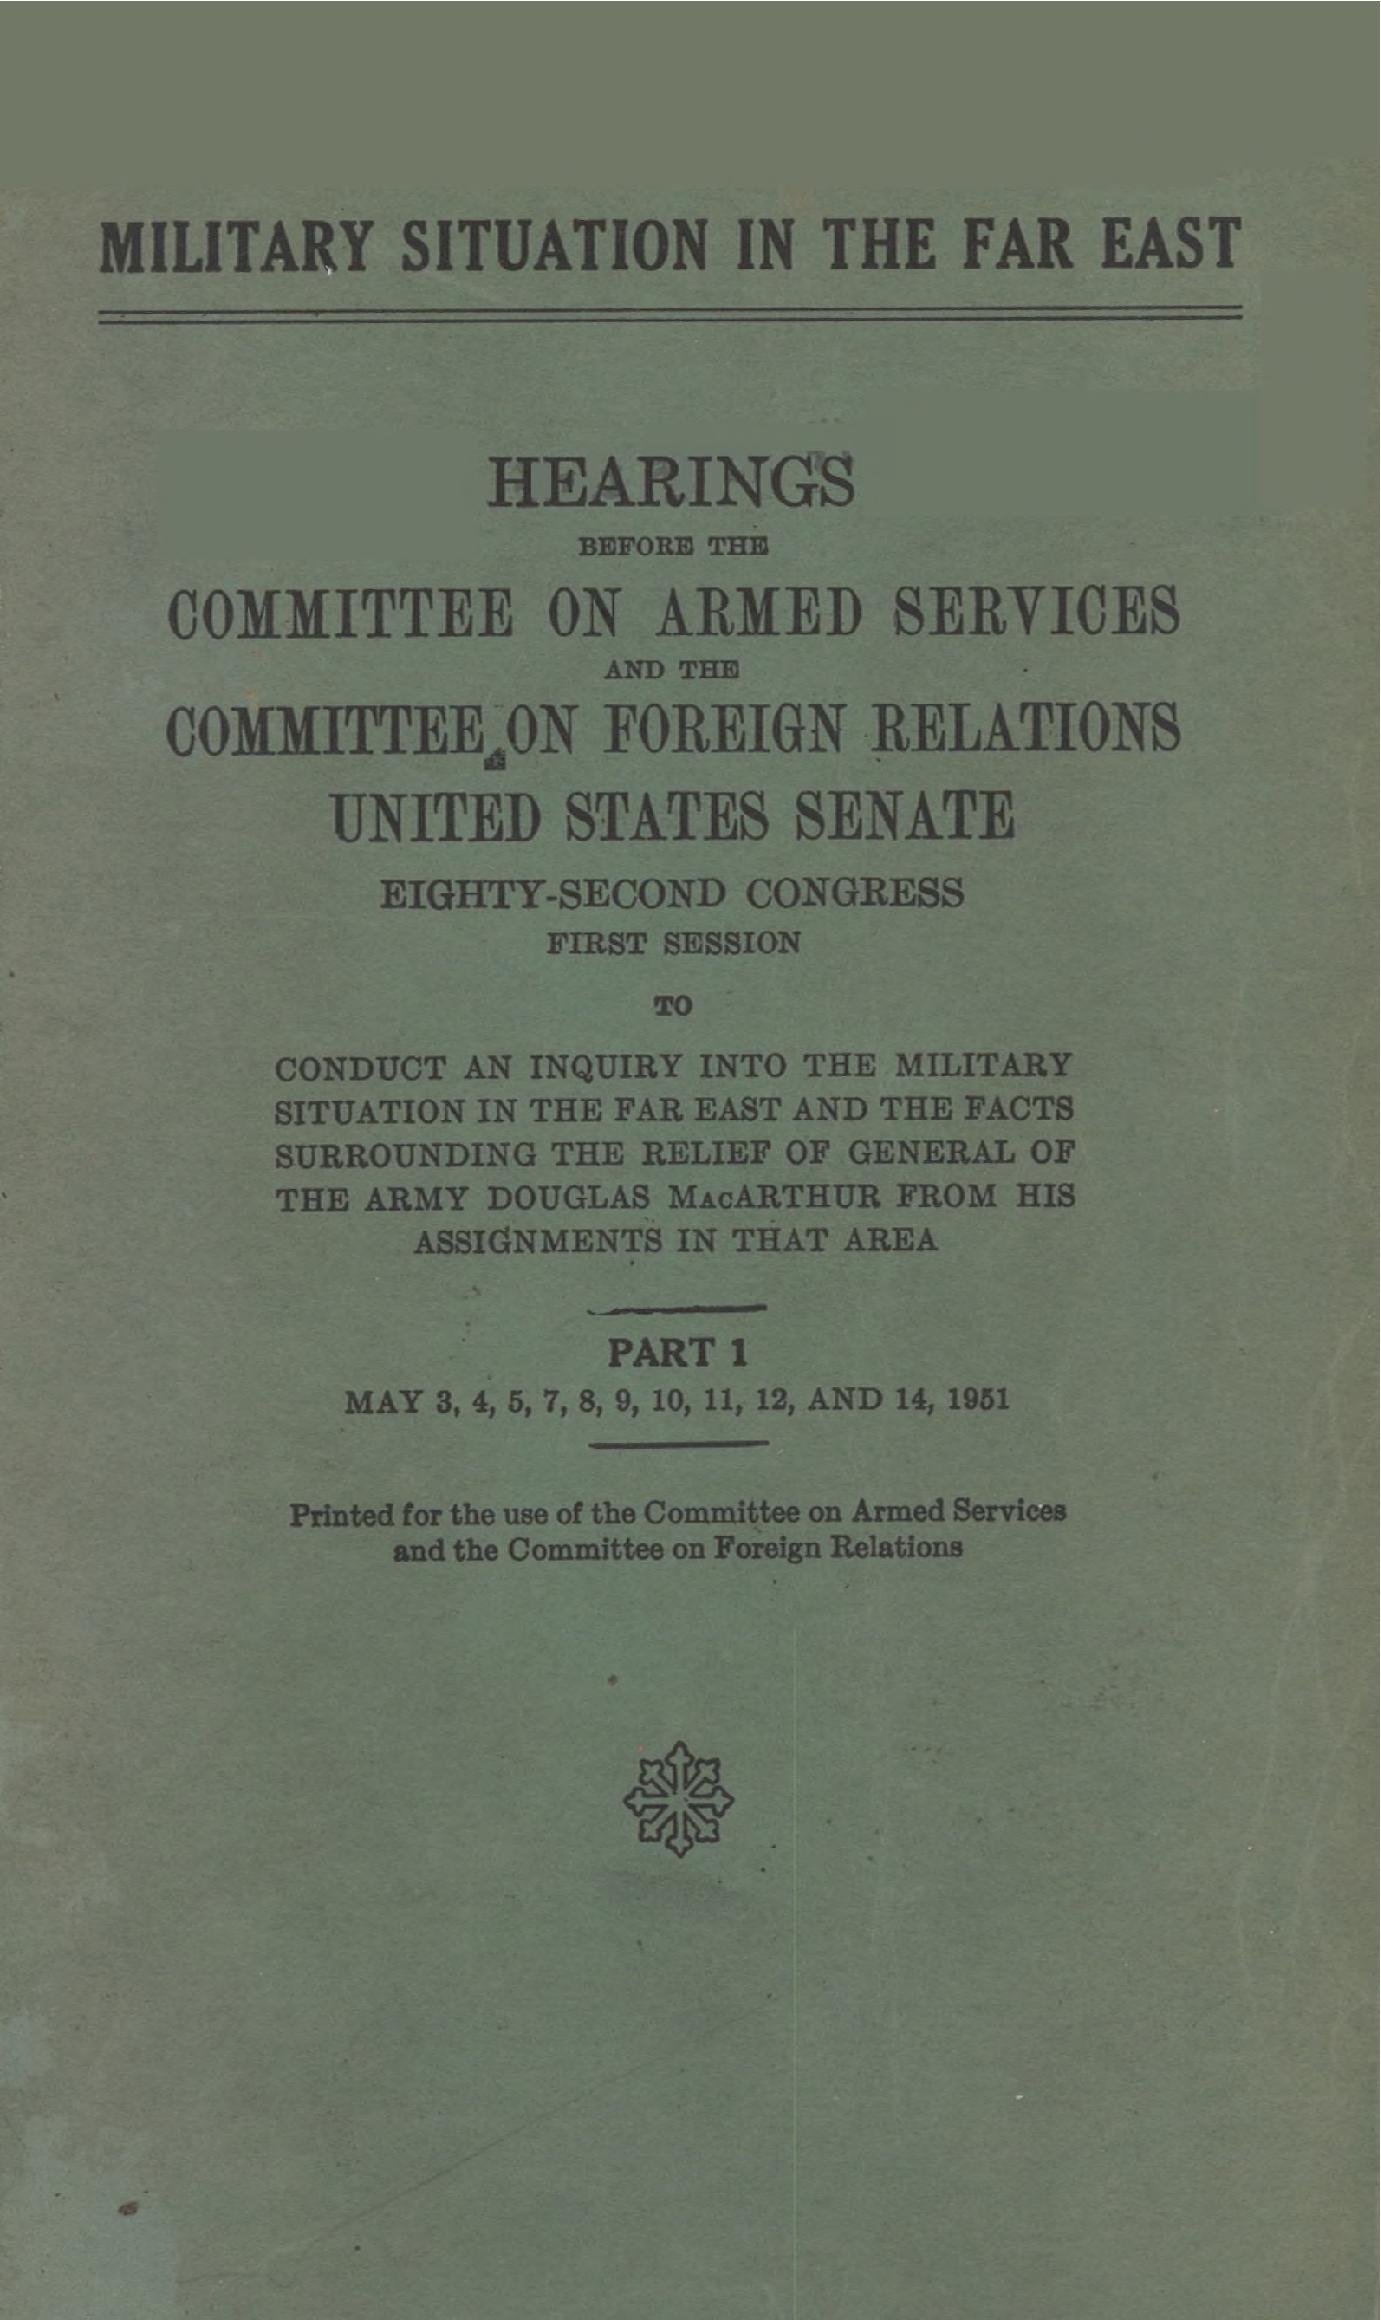 MILITARY SITUATION IN THE FAR EAST
HEARINGS
BEFORE THE
COMMITTEE ON ARMED SERVICES
AND THE
COMMITTEE ON FOREIGN RELATIONS
UNITED STATES SENATE
EIGHTY-SECOND CONGRESS
FIRST SESSION
TO
CONDUCT AN INQUIRY INTO THE MILITARY
SITUATION IN THE FAR EAST AND THE FACTS
SURROUNDING THE RELIEF OF GENERAL OF
THE ARMY DOUGLAS MacARTHUR FROM HIS
ASSIGNMENTS IN THAT AREA
PART 1
MAY 3, 4, 5, 7, 8, 9, 10, 11, 12, AND 14, 1951
Printed for the use of the Committee on Armed Services
and the Committee on Foreign Relations